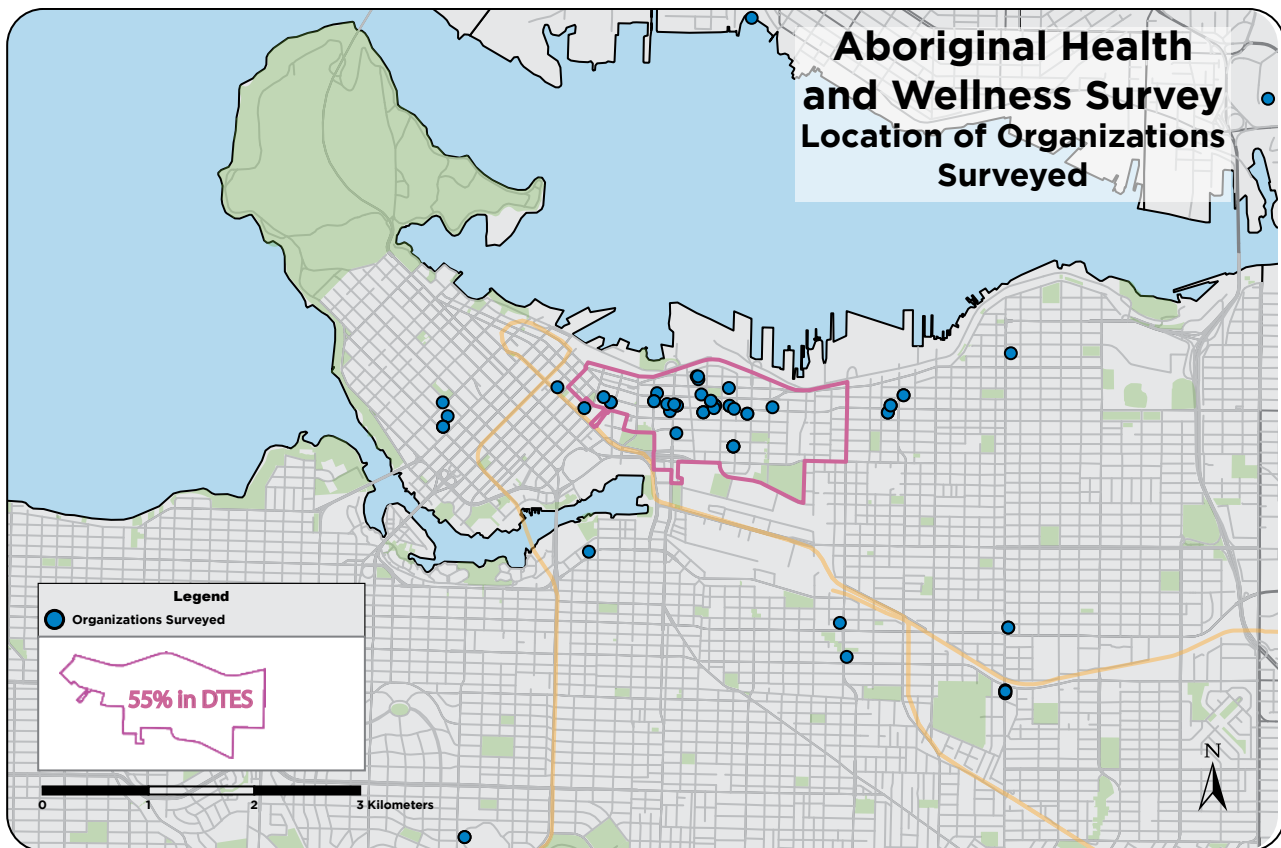 Aboriginal Health
and Wellness Survey
Location of Organizations
Surveyed
Legend
Organizations Surveyed
55% in DTES
0 1 2 3 Kilometers
N